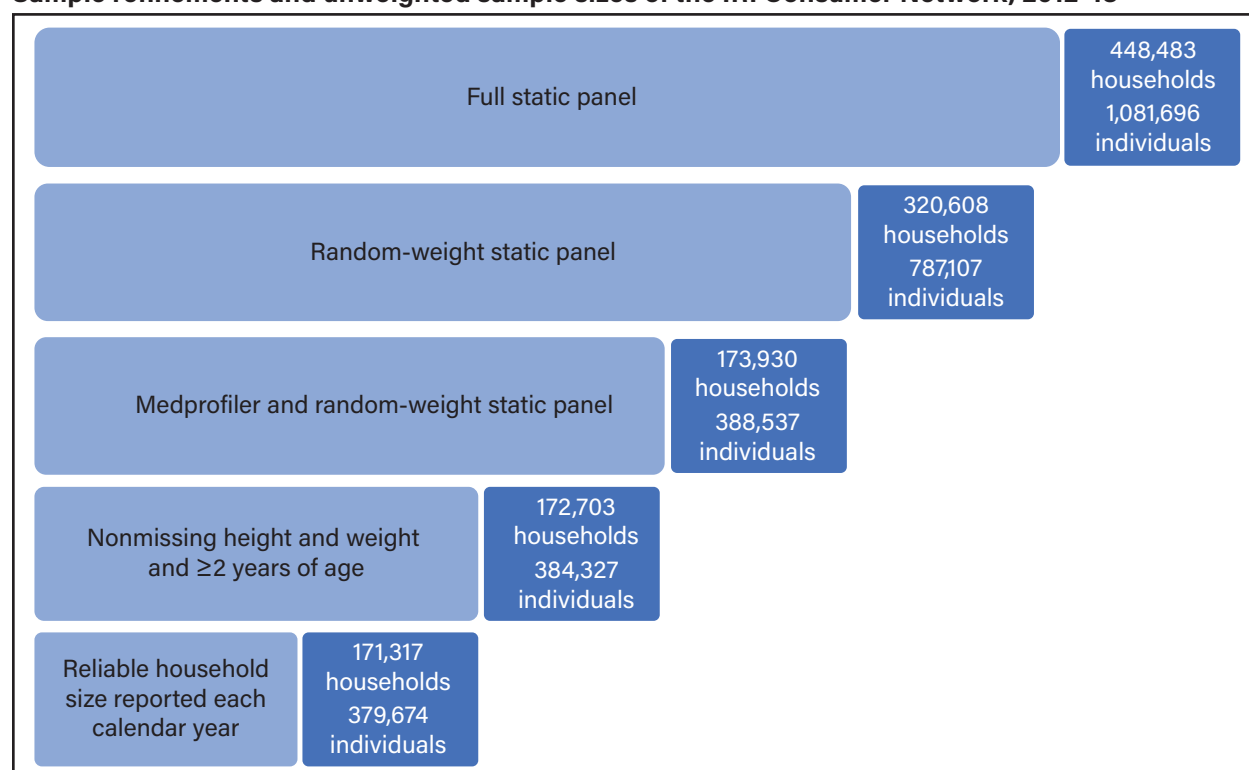 Full static panel
448,483
households
1,081,696
individuals
Random-weight static panel
320,608
households
787,107
individuals
Medprofiler and random-weight static panel
173,930
households
388,537
individuals
Nonmissing height and weight
and ≥2 years of age
172,703
households
384,327
individuals
Reliable household
size reported each
calendar year
171,317
households
379,674
individuals